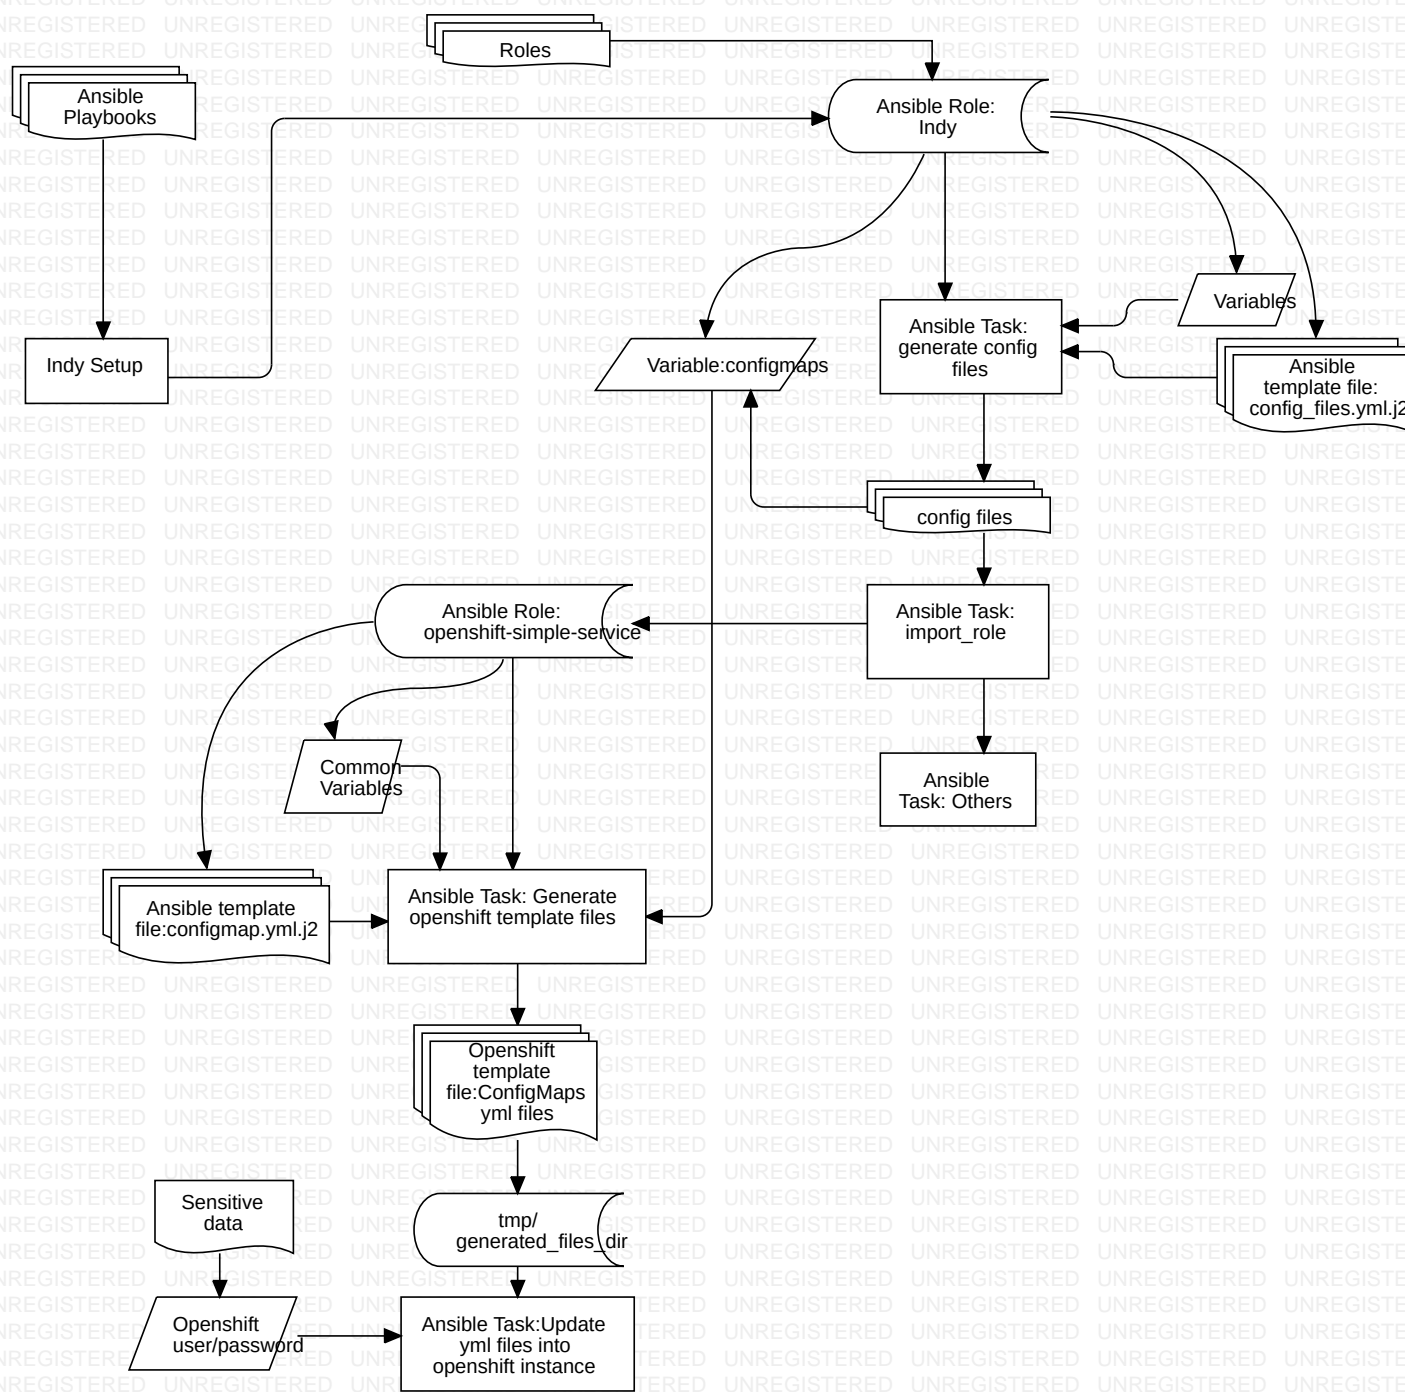 Roles
Ansible
Playbooks
Ansible Role:
Indy
Variables
Indy Setup
Variable:configmaps
Ansible Task:
generate config
files
Ansible
template file:
config_files.yml.j2
config files
Ansible Role:
openshift-simple-service
Ansible Task:
import_role
Common
Variables
Ansible
Task: Others
Ansible template
file:configmap.yml.j2
Ansible Task: Generate
openshift template files
Openshift
template
file:ConfigMaps
yml files
Sensitive
data
tmp/
generated_files_dir
Openshift
user/password
Ansible Task:Update
yml files into
openshift instance
UNREGISTERED